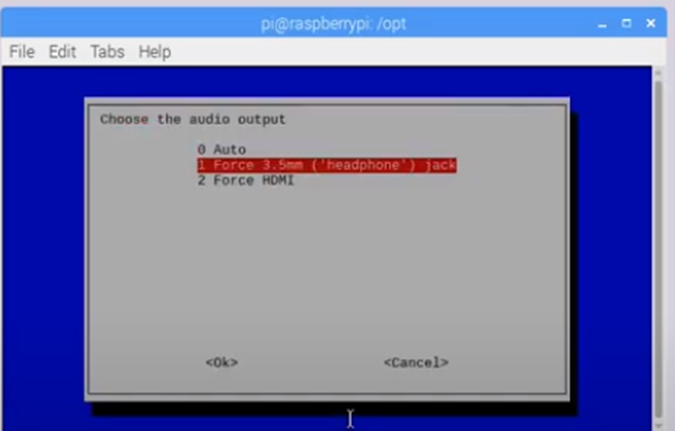 pi@raspberrypi: /opt
File Edit Tabs Help
Choose the audio output
0 Auto
1 Force 3.5mm ('headphone') jack
2 Force HDMI
<Ok> <Cancel>